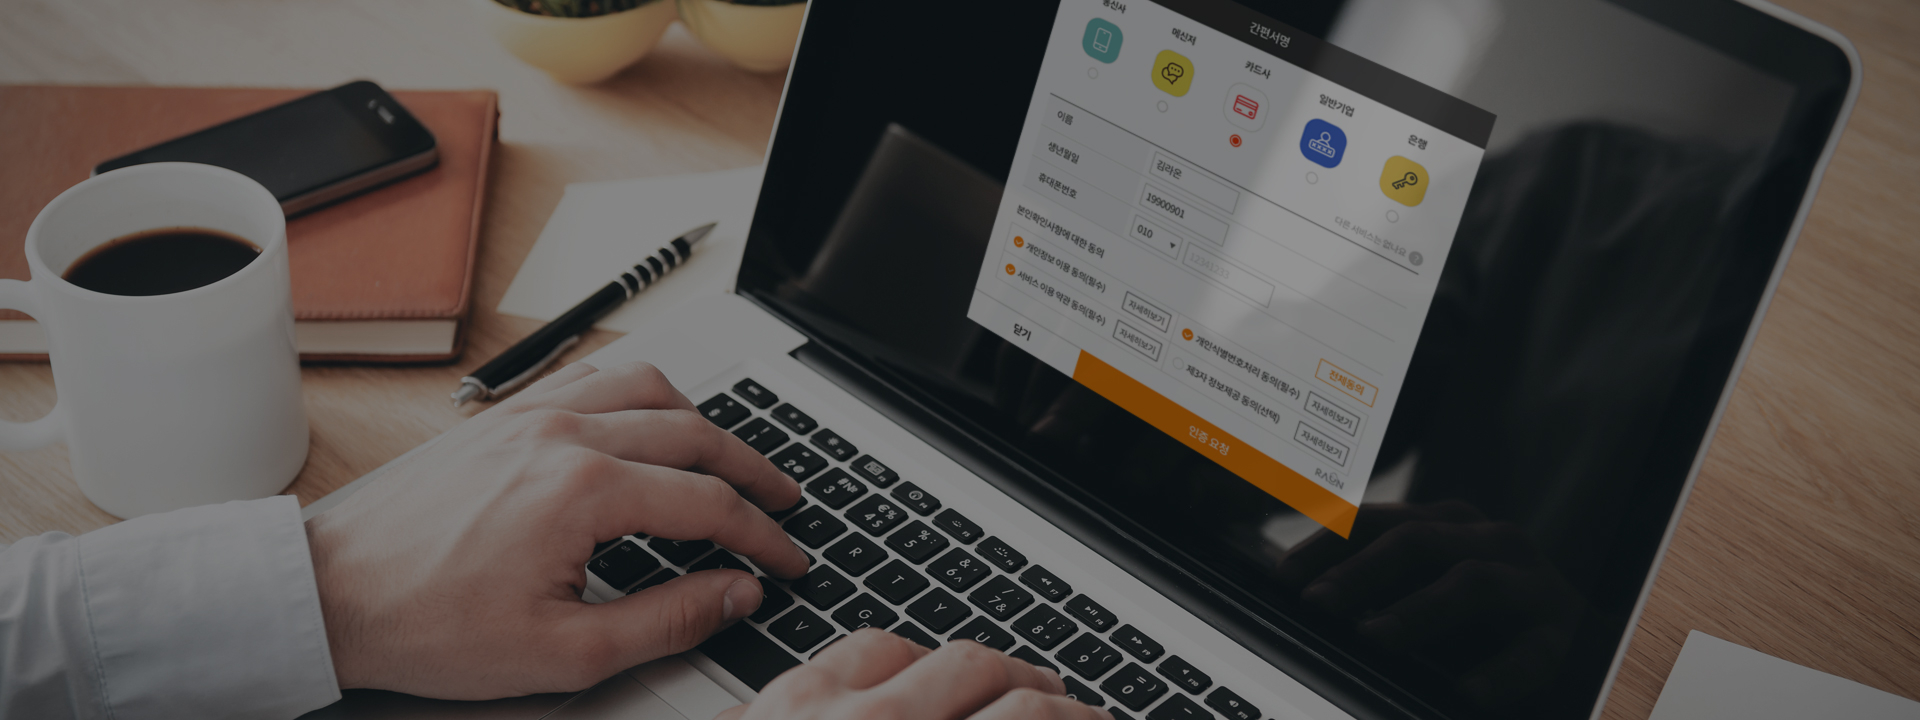 간편서명
통신사
메신저
카드사
일반기업
은행
다른 서비스는 없나요 ?
이름
김라온
생년월일
19900901
휴대폰번호
010
12341233
본인확인사항에 대한 동의
전체동의
개인정보 이용 동의(필수)
자세히보기
개인식별번호처리 동의(필수)
자세히보기
서비스 이용 약관 동의(필수)
자세히보기
제3자 정보제공 동의(선택)
자세히보기
RAON
닫기
인증 요청
E
R
T
Y
U
F
G
V